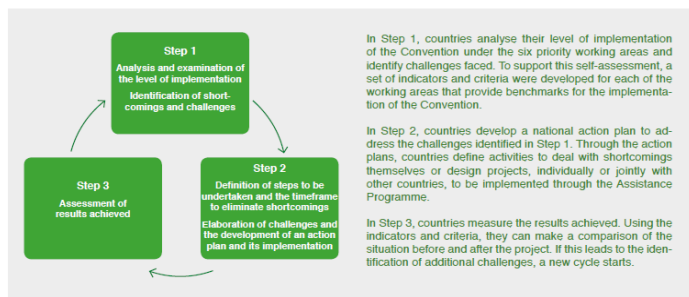 Step 1
Analysis and examination of
the level of implementation
Identification of short-
comings and challenges
Step 2
Definition of steps to be
undertaken and the timeframe
to eliminate shortcomings
Elaboration of challenges and
the development of an action
plan and its implementation
Step 3
Assessment of
results achieved
In Step 1, countries analyse their level of implementation
of the Convention under the six priority working areas and
identify challenges faced. To support this self-assessment, a
set of indicators and criteria were developed for each of the
working areas that provide benchmarks for the implementa-
tion of the Convention.
In Step 2, countries develop a national action plan to ad-
dress the challenges identified in Step 1. Through the action
plans, countries define activities to deal with shortcomings
themselves or design projects, individually or jointly with
other countries, to be implemented through the Assistance
Programme.
In Step 3, countries measure the results achieved. Using the
indicators and criteria, they can make a comparison of the
situation before and after the project. If this leads to the iden-
tification of additional challenges, a new cycle starts.